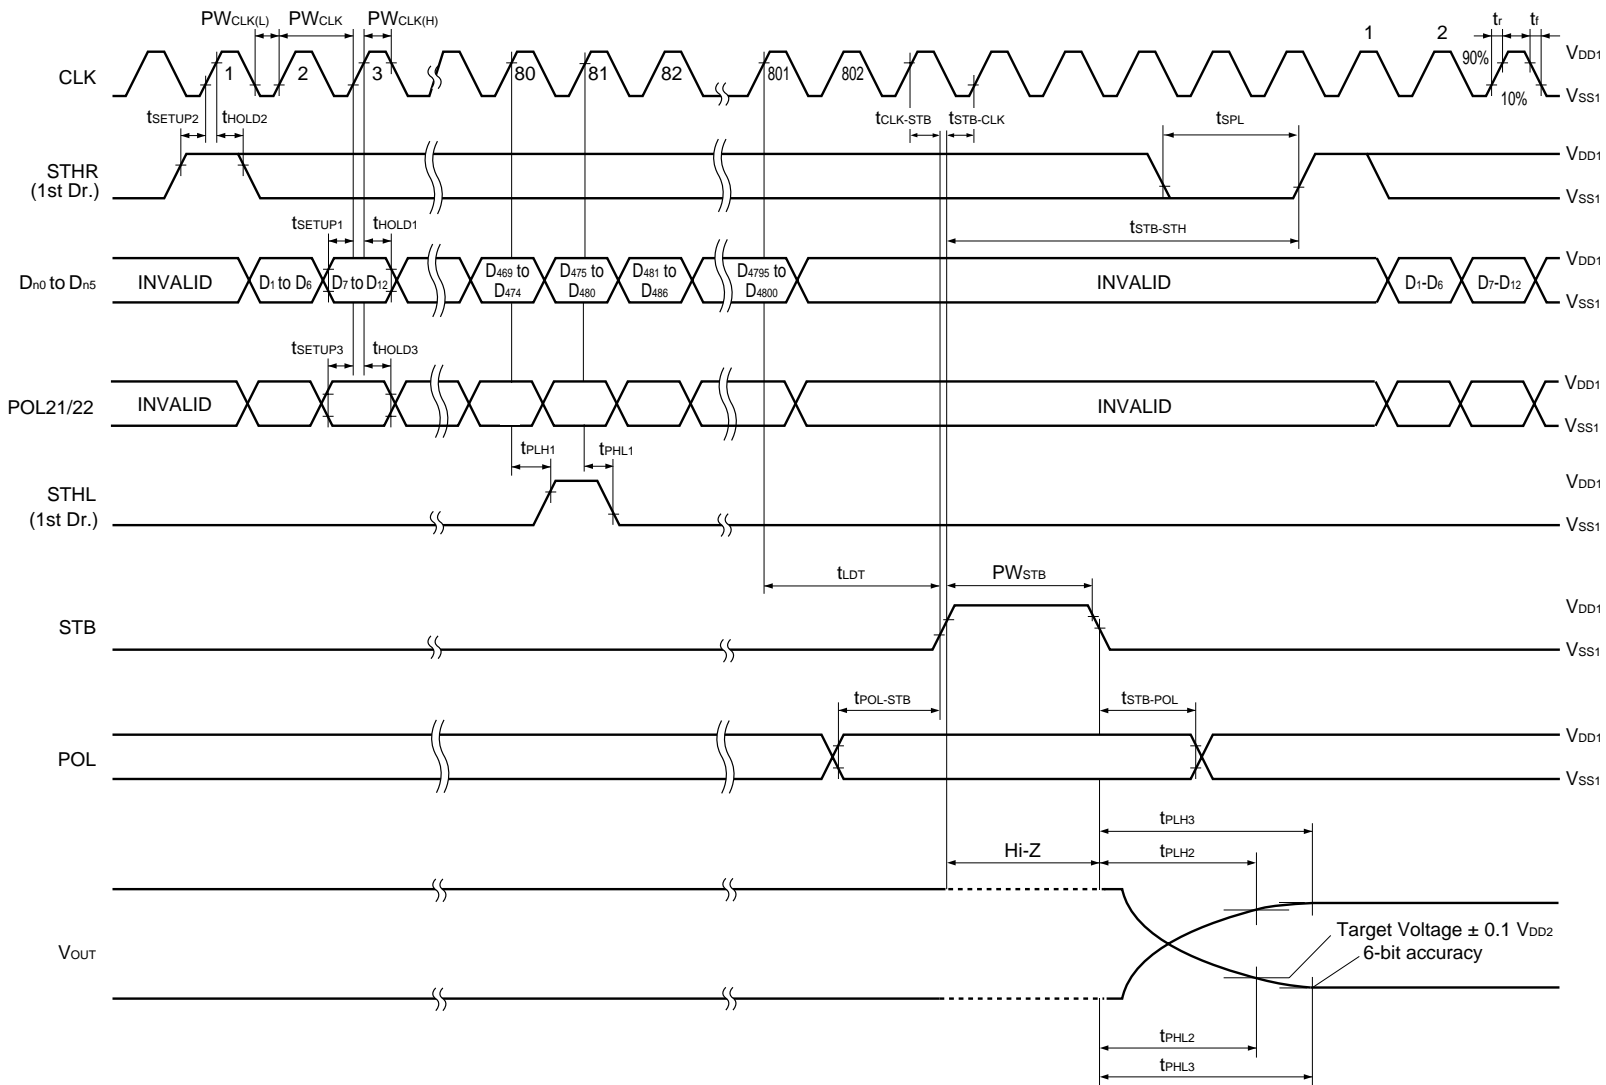 PWCLK(L) PWCLK PWCLK(H)
1 2 tr tf
CLK 1 2 3 80 81 82 801 802 90% 10% VDD1
VSS1
tSETUP2 tHOLD2 tCLK-STB tSTB-CLK tSPL
STHR
(1st Dr.)
VDD1
VSS1
tSETUP1 tHOLD1 tSTB-STH
Dn0 to Dn5 INVALID D1 to D6 D7 to D12 D469 to D474 D475 to D480 D481 to D486 D4795 to D4800 INVALID D1-D6 D7-D12 VDD1
VSS1
tSETUP3 tHOLD3
POL21/22 INVALID INVALID VDD1
VSS1
tPLH1 tPHL1
STHL
(1st Dr.)
VDD1
VSS1
tLDT PWSTB
STB VDD1
VSS1
tPOL-STB tSTB-POL
POL VDD1
VSS1
tPLH3
Hi-Z tPLH2
VOUT
Target Voltage ± 0.1 VDD2
6-bit accuracy
tPHL2
tPHL3